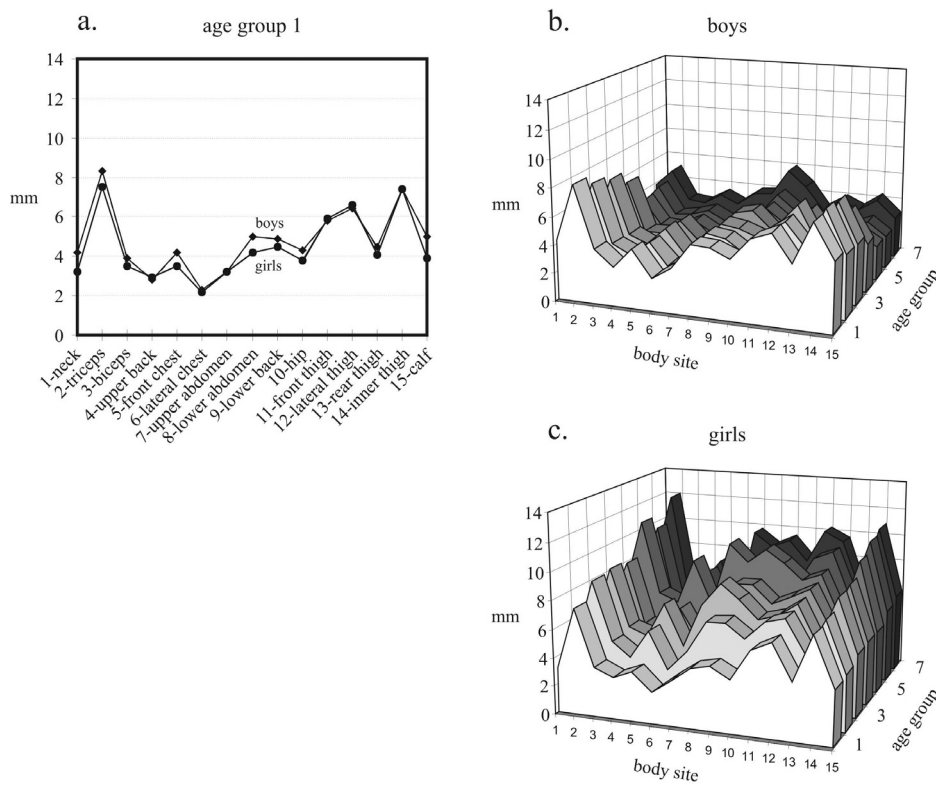 a.
age group 1
14
12
10
8
6
4
2
0
mm
boys
girls
1-neck
2-triceps
3-biceps
4-upper back
5-front chest
6-lateral chest
7-upper abdomen
8-lower abdomen
9-lower back
10-hip
11-front thigh
12-lateral thigh
13-rear thigh
14-inner thigh
15-calf
b.
boys
14
12
10
8
6
4
2
0
mm
1 2 3 4 5 6 7 8 9 10 11 12 13 14 15
body site
1 3 5 7
age group
c.
girls
14
12
10
8
6
4
2
0
mm
1 2 3 4 5 6 7 8 9 10 11 12 13 14 15
body site
1 3 5 7
age group